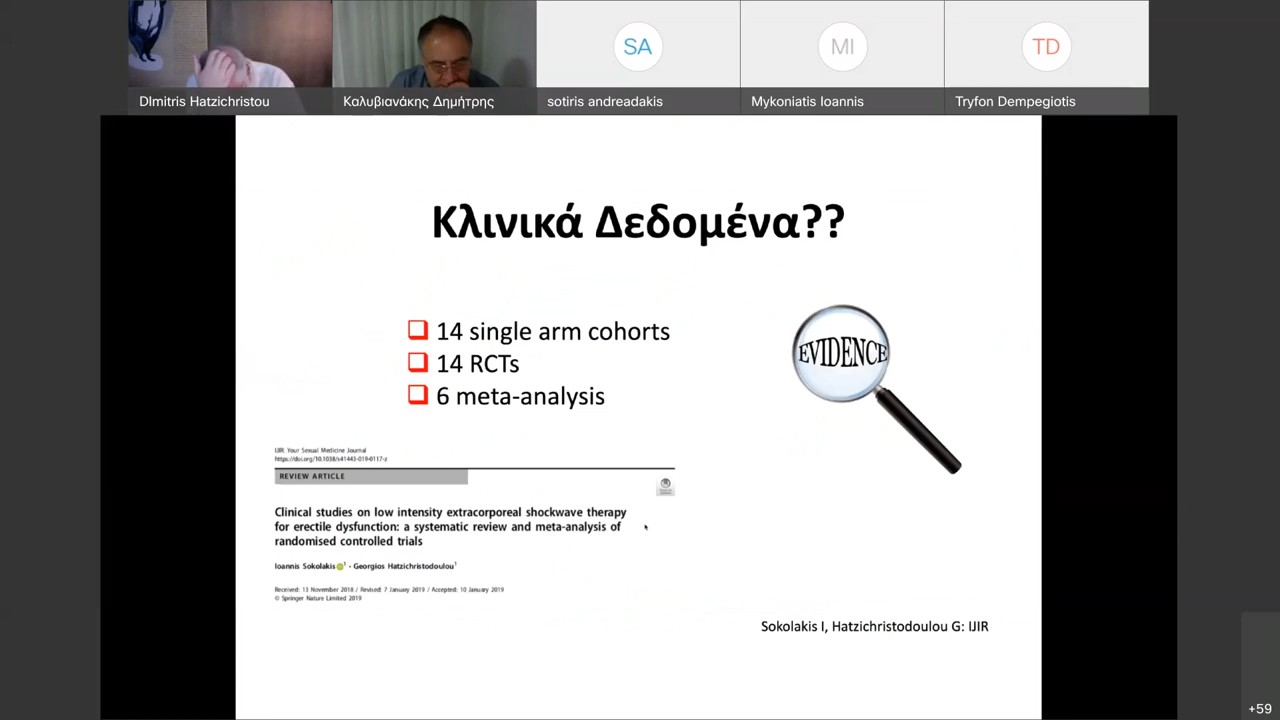 DImitris Hatzichristou
Καλυβιανάκης Δημήτρης
SA
sotiris andreadakis
MI
Mykoniatis Ioannis
TD
Tryfon Dempegiotis
Κλινικά Δεδομένα??
14 single arm cohorts
14 RCTs
6 meta-analysis
EVIDENCE
IJIR: Your Sexual Medicine Journal
https://doi.org/10.1038/s41443-019-0117-z
REVIEW ARTICLE
Clinical studies on low intensity extracorporeal shockwave therapy
for erectile dysfunction: a systematic review and meta-analysis of
randomised controlled trials
Ioannis Sokolakis1 · Georgios Hatzichristodoulou1
Received: 13 November 2018 / Revised: 7 January 2019 / Accepted: 10 January 2019
© Springer Nature Limited 2019
Sokolakis I, Hatzichristodoulou G: IJIR
+59